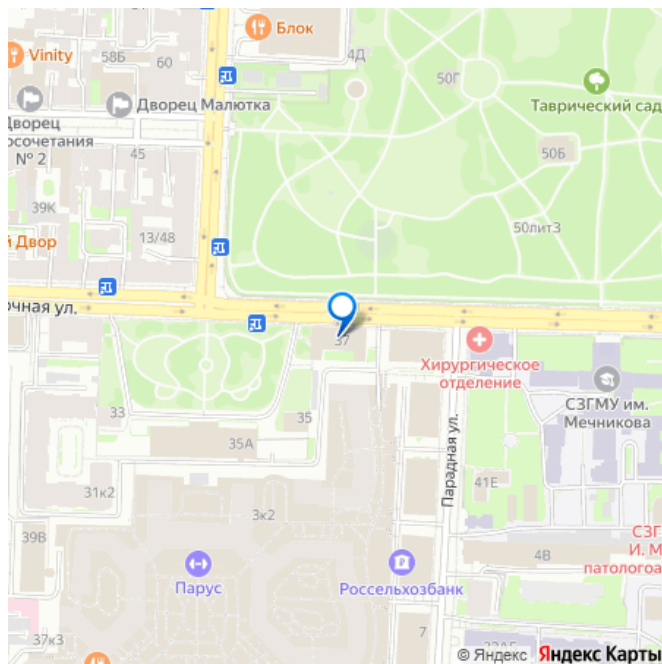 Блок
Vinity
58Б
60
4Д
50Г
Таврический сад
Дворец Малютка
Дворец
осочетания
№ 2
45
50Б
39К
50литЗ
й Двор
13/48
очная ул.
37
Хирургическое
отделение
СЗГМУ им.
Мечникова
33
35
35А
Парадная ул.
41Е
31к2
3к2
39В
СЗГ
И. М
патологоа
4В
Парус
Россельхозбанк
7
37к3
© Яндекс Яндекс Карты